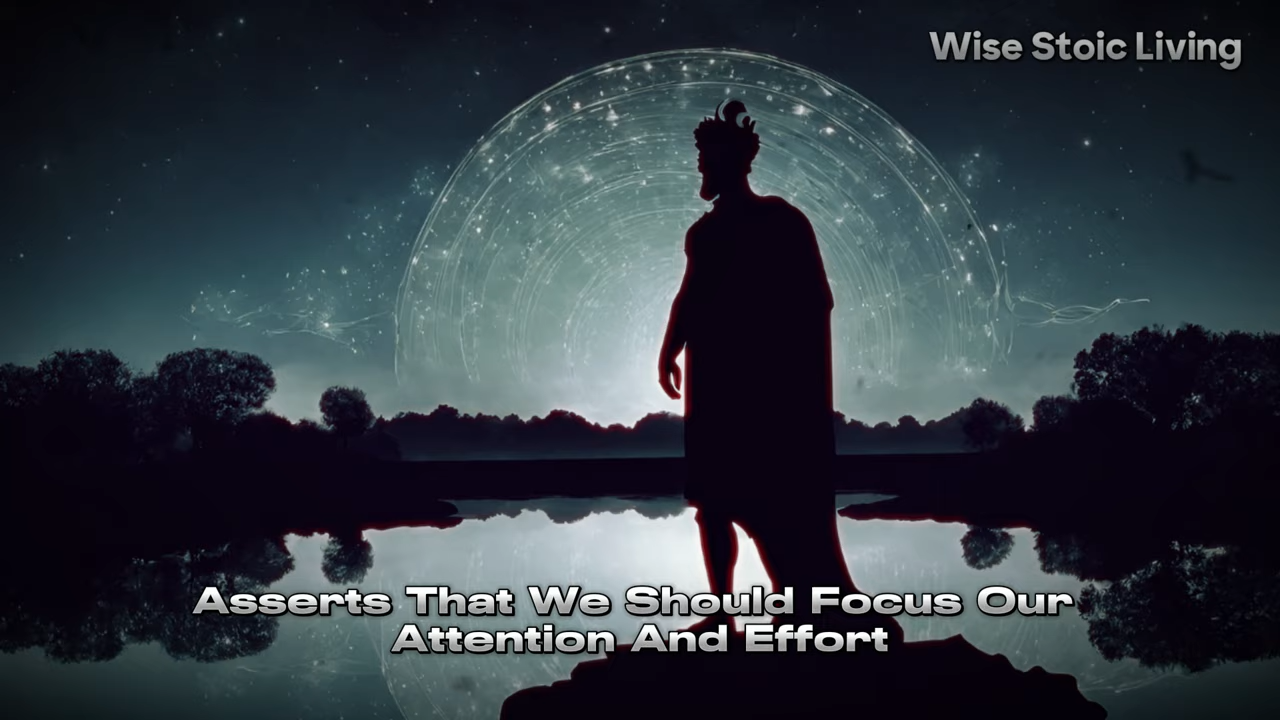 Wise Stoic Living
Asserts That We Should Focus Our
Attention And Effort